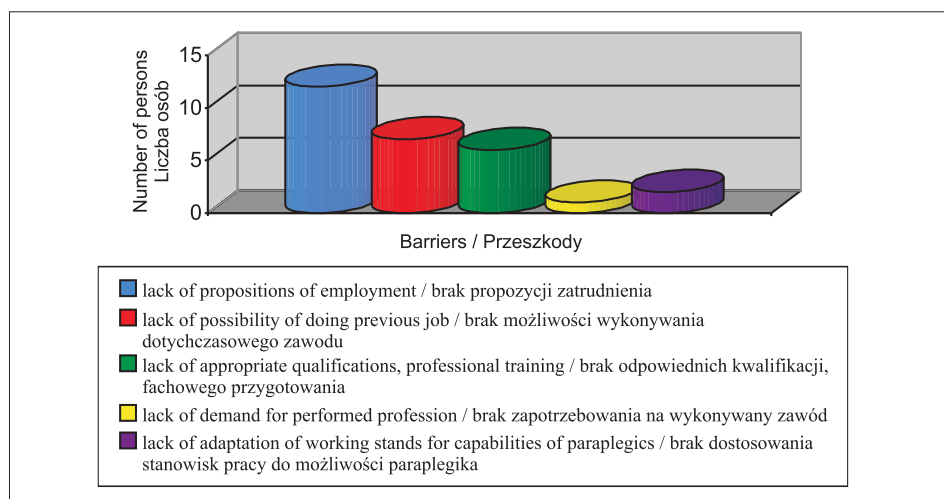 Number of persons
Liczba osób
15
10
5
0
Barriers / Przeszkody
lack of propositions of employment / brak propozycji zatrudnienia
lack of possibility of doing previous job / brak możliwości wykonywania
dotychczasowego zawodu
lack of appropriate qualifications, professional training / brak odpowiednich kwalifikacji,
fachowego przygotowania
lack of demand for performed profession / brak zapotrzebowania na wykonywany zawód
lack of adaptation of working stands for capabilities of paraplegics / brak dostosowania
stanowisk pracy do możliwości paraplegika